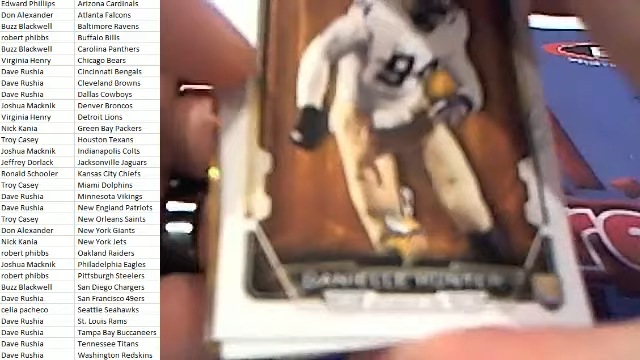 Edward Phillips Arizona Cardinals
Don Alexander Atlanta Falcons
Buzz Blackwell Baltimore Ravens
robert phibbs Buffalo Bills
Buzz Blackwell Carolina Panthers
Virginia Henry Chicago Bears
Dave Rushia Cincinnati Bengals
Dave Rushia Cleveland Browns
Dave Rushia Dallas Cowboys
Joshua Macknik Denver Broncos
Virginia Henry Detroit Lions
Nick Kania Green Bay Packers
Troy Casey Houston Texans
Joshua Macknik Indianapolis Colts
Jeffrey Dorlack Jacksonville Jaguars
Ronald Schooler Kansas City Chiefs
Troy Casey Miami Dolphins
Dave Rushia Minnesota Vikings
Dave Rushia New England Patriots
Troy Casey New Orleans Saints
Don Alexander New York Giants
Nick Kania New York Jets
robert phibbs Oakland Raiders
Joshua Macknik Philadelphia Eagles
robert phibbs Pittsburgh Steelers
Buzz Blackwell San Diego Chargers
Dave Rushia San Francisco 49ers
celia pacheco Seattle Seahawks
Dave Rushia St. Louis Rams
Dave Rushia Tampa Bay Buccaneers
Dave Rushia Tennessee Titans
Dave Rushia Washington Redskins
DANIELLE HUNTER